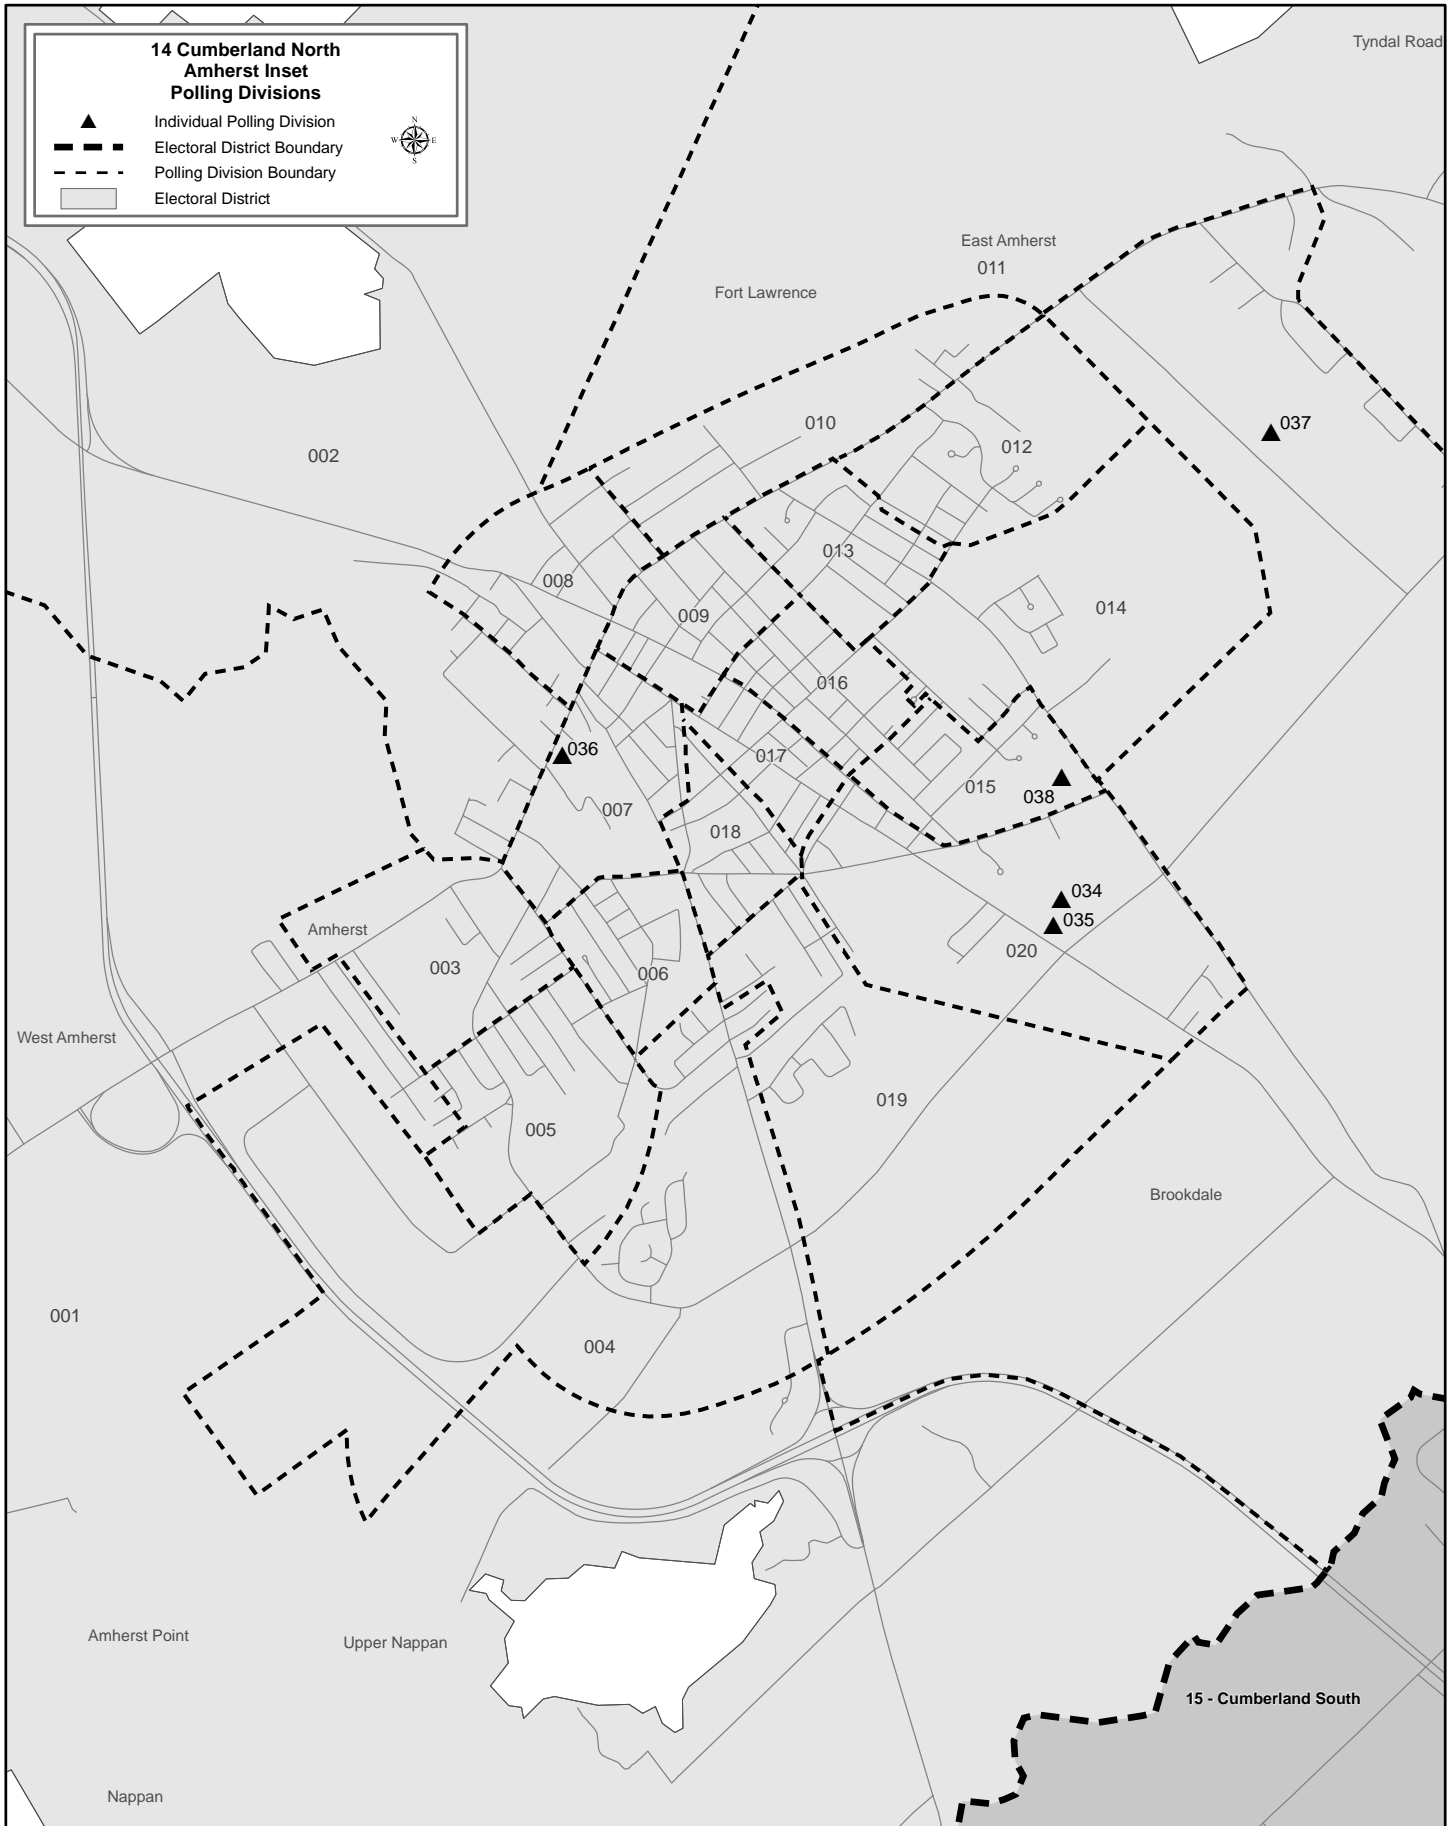 14 Cumberland North
Amherst Inset
Polling Divisions
Individual Polling Division
Electoral District Boundary
Polling Division Boundary
Electoral District
N
W E
S
Tyndal Road
East Amherst
011
Fort Lawrence
010
037
012
002
013
008
014
009
016
036
017
015
038
007
018
034
035
Amherst
020
003
006
West Amherst
019
005
Brookdale
001
004
Amherst Point
Upper Nappan
15 - Cumberland South
Nappan